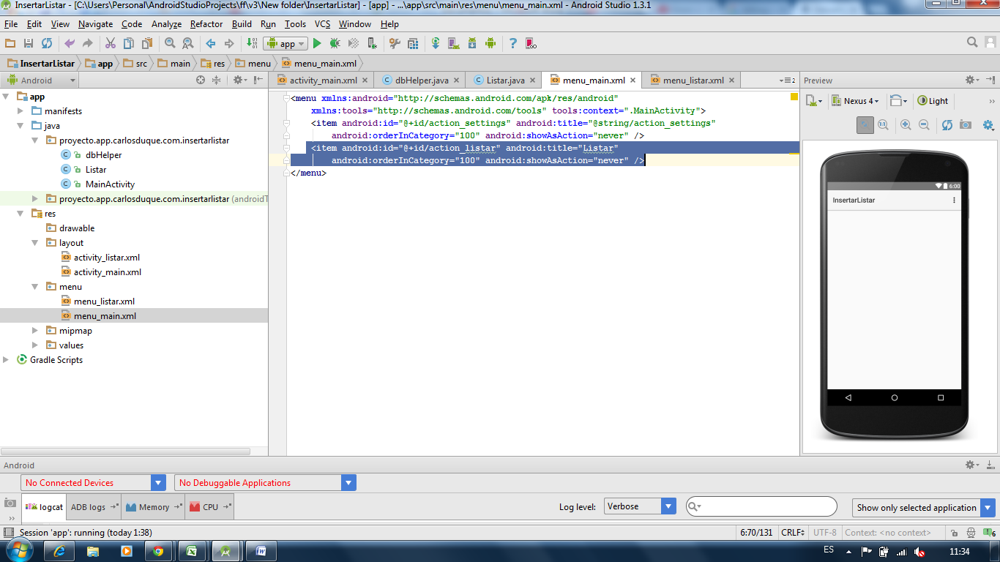 InsertarListar - [C:\Users\Personal\AndroidStudioProjects\ff\v3\New folder\InsertarListar] - [app] - ...\app\src\main\res\menu\menu_main.xml - Android Studio 1.3.1
File Edit View Navigate Code Analyze Refactor Build Run Tools VCS Window Help
app
InsertarListar app src main res menu menu_main.xml
Android
activity_main.xml dbHelper.java Listar.java menu_main.xml menu_listar.xml
2
Preview
app
manifests
java
proyecto.app.carlosduque.com.insertarlistar
dbHelper
Listar
MainActivity
proyecto.app.carlosduque.com.insertarlistar (androidT
res
drawable
layout
activity_listar.xml
activity_main.xml
menu
menu_listar.xml
menu_main.xml
mipmap
values
Gradle Scripts
<menu xmlns:android="http://schemas.android.com/apk/res/android"
xmlns:tools="http://schemas.android.com/tools" tools:context=".MainActivity">
<item android:id="@+id/action_settings" android:title="@string/action_settings"
android:orderInCategory="100" android:showAsAction="never" />
<item android:id="@+id/action_listar" android:title="Listar"
android:orderInCategory="100" android:showAsAction="never" />
</menu>
Nexus 4 Light
6:00
InsertarListar
Android
No Connected Devices No Debuggable Applications
logcat ADB logs Memory CPU
Log level: Verbose Show only selected application
Session 'app': running (today 1:38)
6:70/131 CRLF UTF-8 Context: <no context> 6
ES 11:34